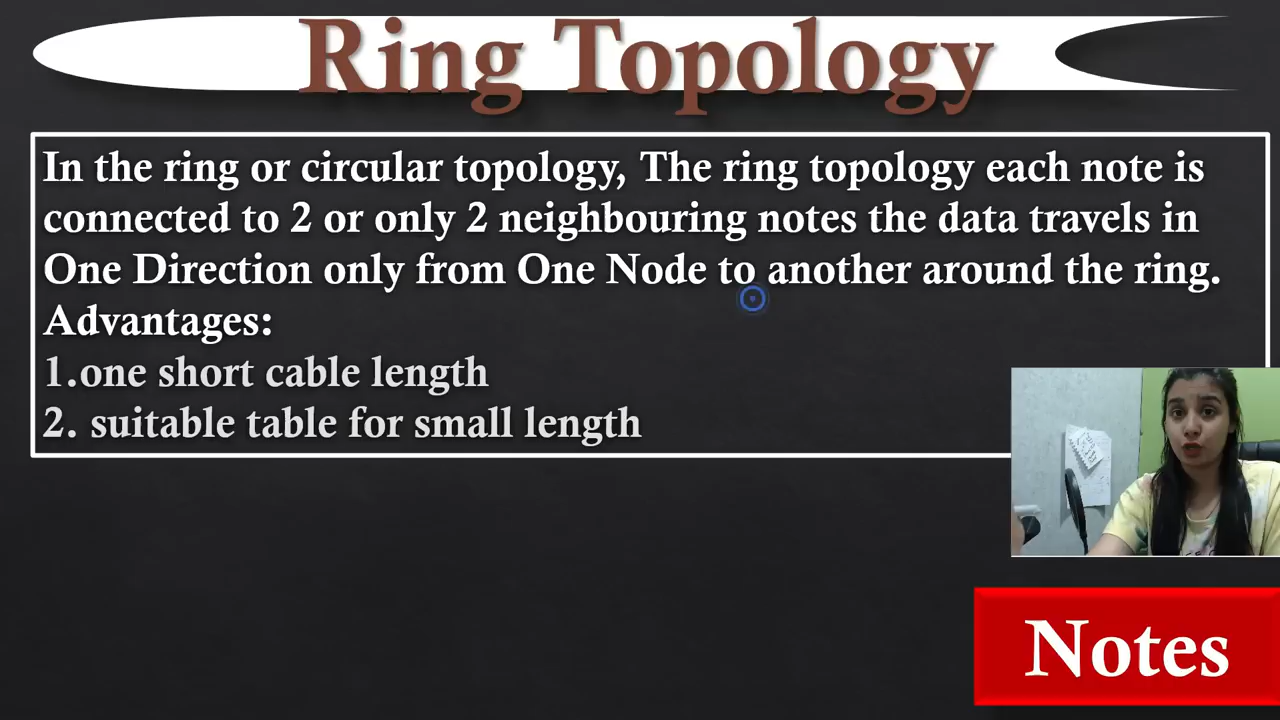 Ring Topology
In the ring or circular topology, The ring topology each note is
connected to 2 or only 2 neighbouring notes the data travels in
One Direction only from One Node to another around the ring.
Advantages:
1.one short cable length
2. suitable table for small length
Notes